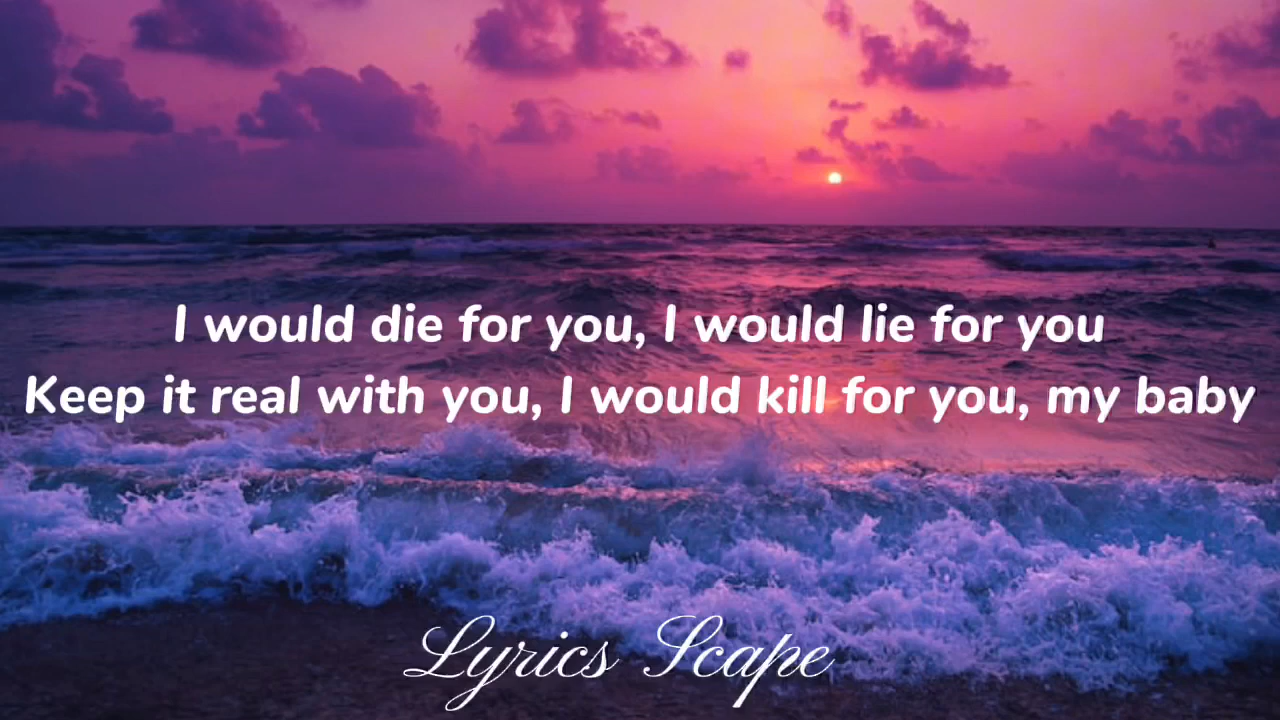 I would die for you, I would lie for you
Keep it real with you, I would kill for you, my baby
Lyrics Scape